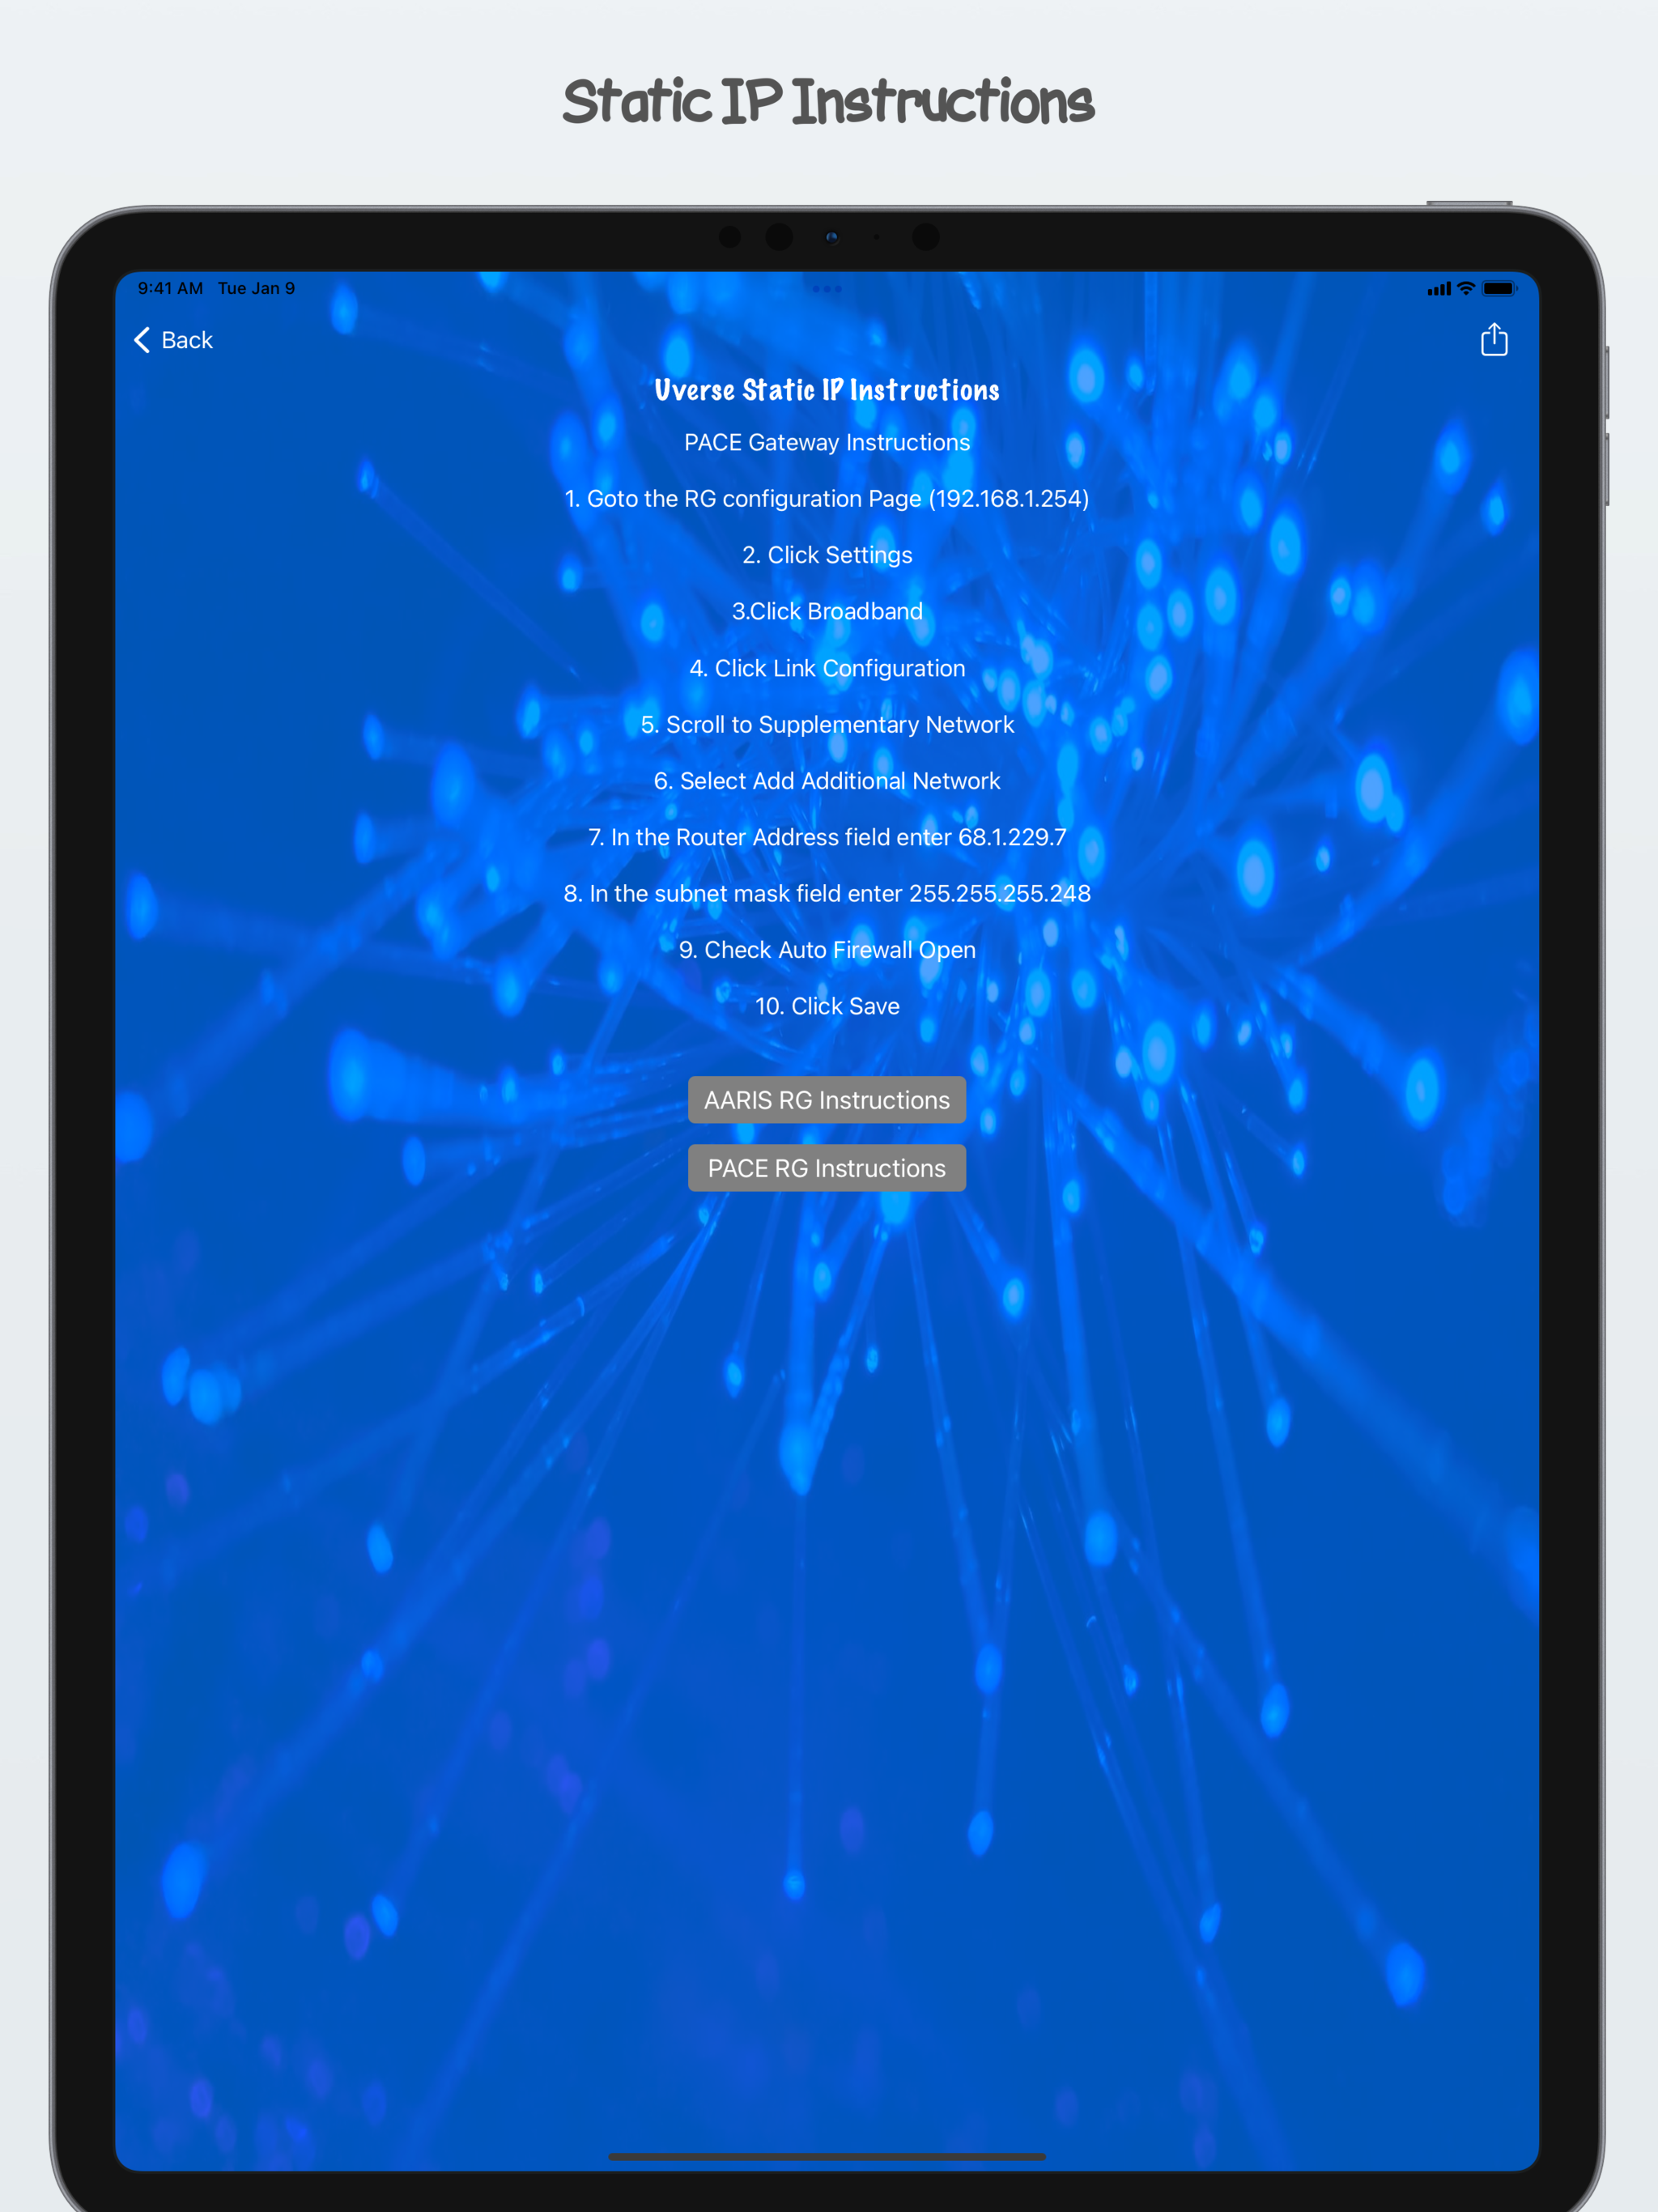 Static IP Instructions
9:41 AM Tue Jan 9
Back
Uverse Static IP Instructions
PACE Gateway Instructions
1. Goto the RG configuration Page (192.168.1.254)
2. Click Settings
3.Click Broadband
4. Click Link Configuration
5. Scroll to Supplementary Network
6. Select Add Additional Network
7. In the Router Address field enter 68.1.229.7
8. In the subnet mask field enter 255.255.255.248
9. Check Auto Firewall Open
10. Click Save
AARIS RG Instructions
PACE RG Instructions